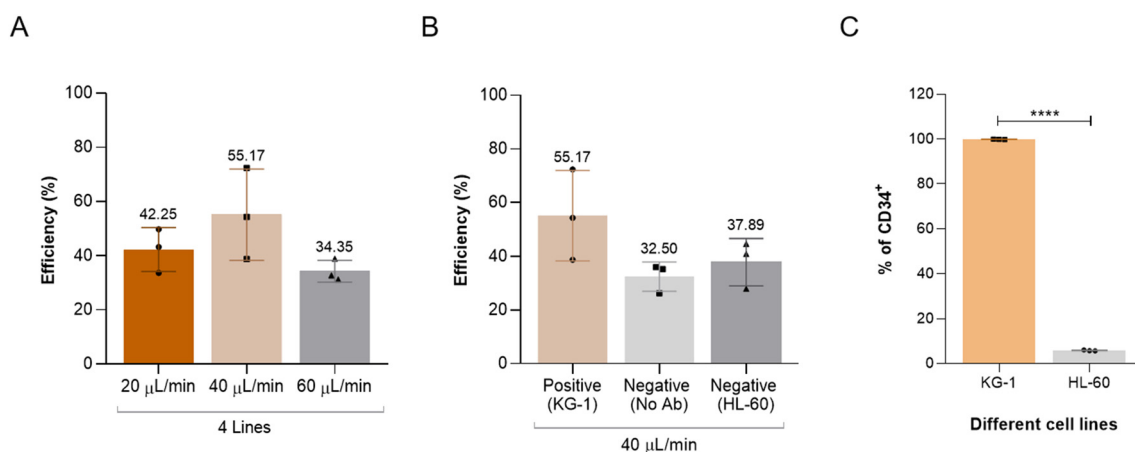 A
Efficiency (%)
100
80
60
40
20
0
42.25
55.17
34.35
20 μL/min
40 μL/min
60 μL/min
4 Lines
B
Efficiency (%)
100
80
60
40
20
0
55.17
32.50
37.89
Positive
(KG-1)
Negative
(No Ab)
Negative
(HL-60)
40 μL/min
C
% of CD34+
120
100
80
60
40
20
0
****
KG-1
HL-60
Different cell lines